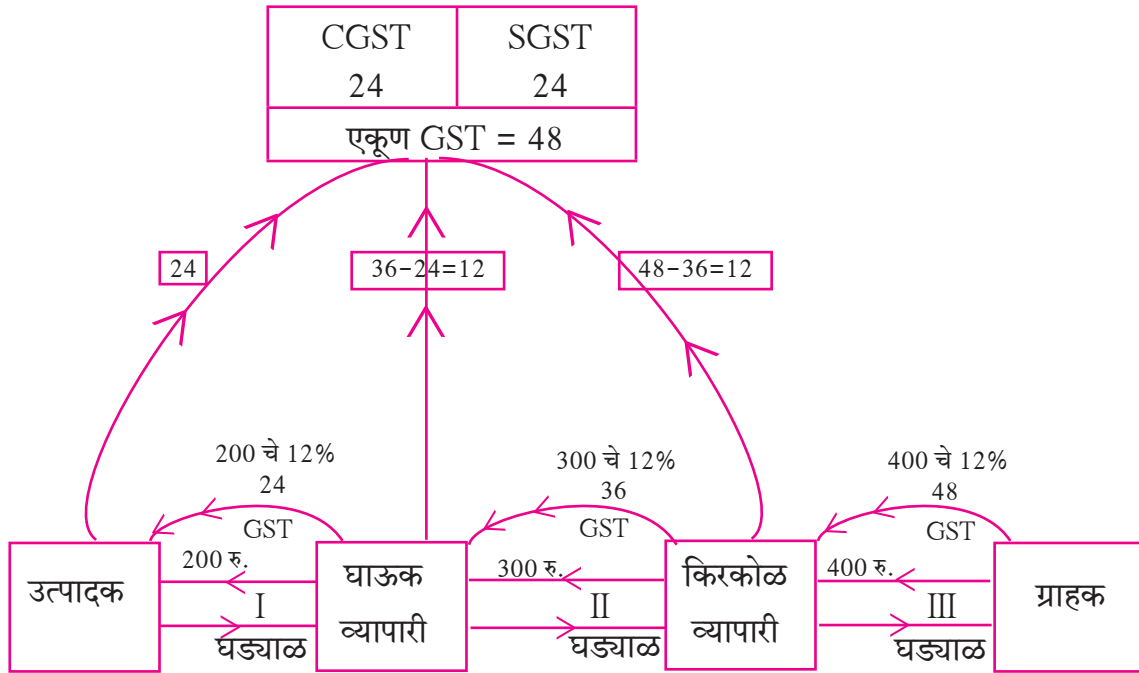 CGST SGST
24 24
एकूण GST = 48
24 36-24=12 48-36=12
200 चे 12% 300 चे 12% 400 चे 12%
24 36 48
GST GST GST
200 रु. 300 रु. 400 रु.
उत्पादक घाऊक व्यापारी किरकोळ व्यापारी ग्राहक
I II III
घड्याळ घड्याळ घड्याळ